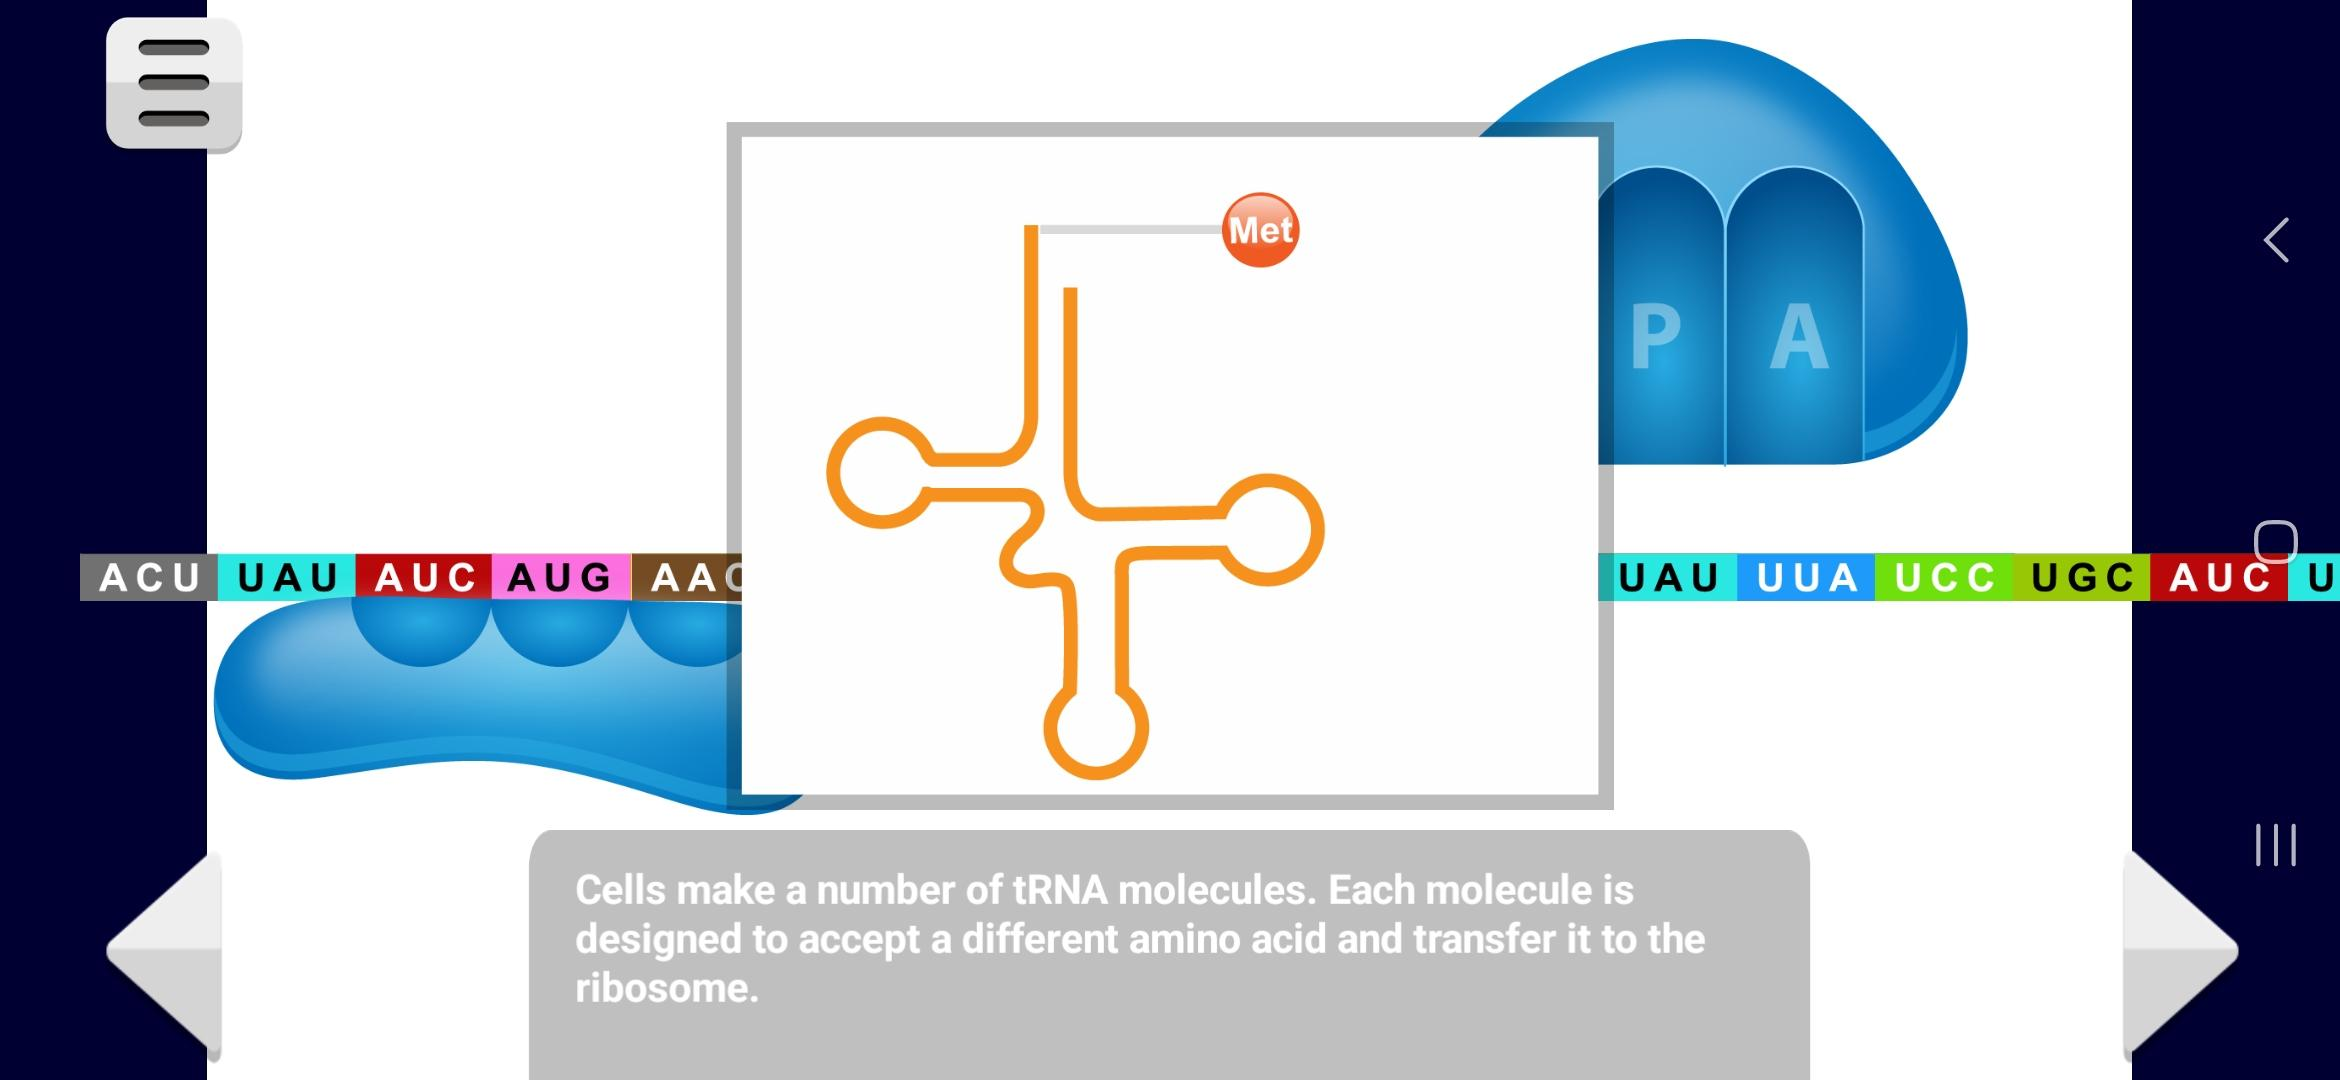 Met
P A
ACU UAU AUC AUG AAC UAU UUA UCC UGC AUC U
Cells make a number of tRNA molecules. Each molecule is
designed to accept a different amino acid and transfer it to the
ribosome.